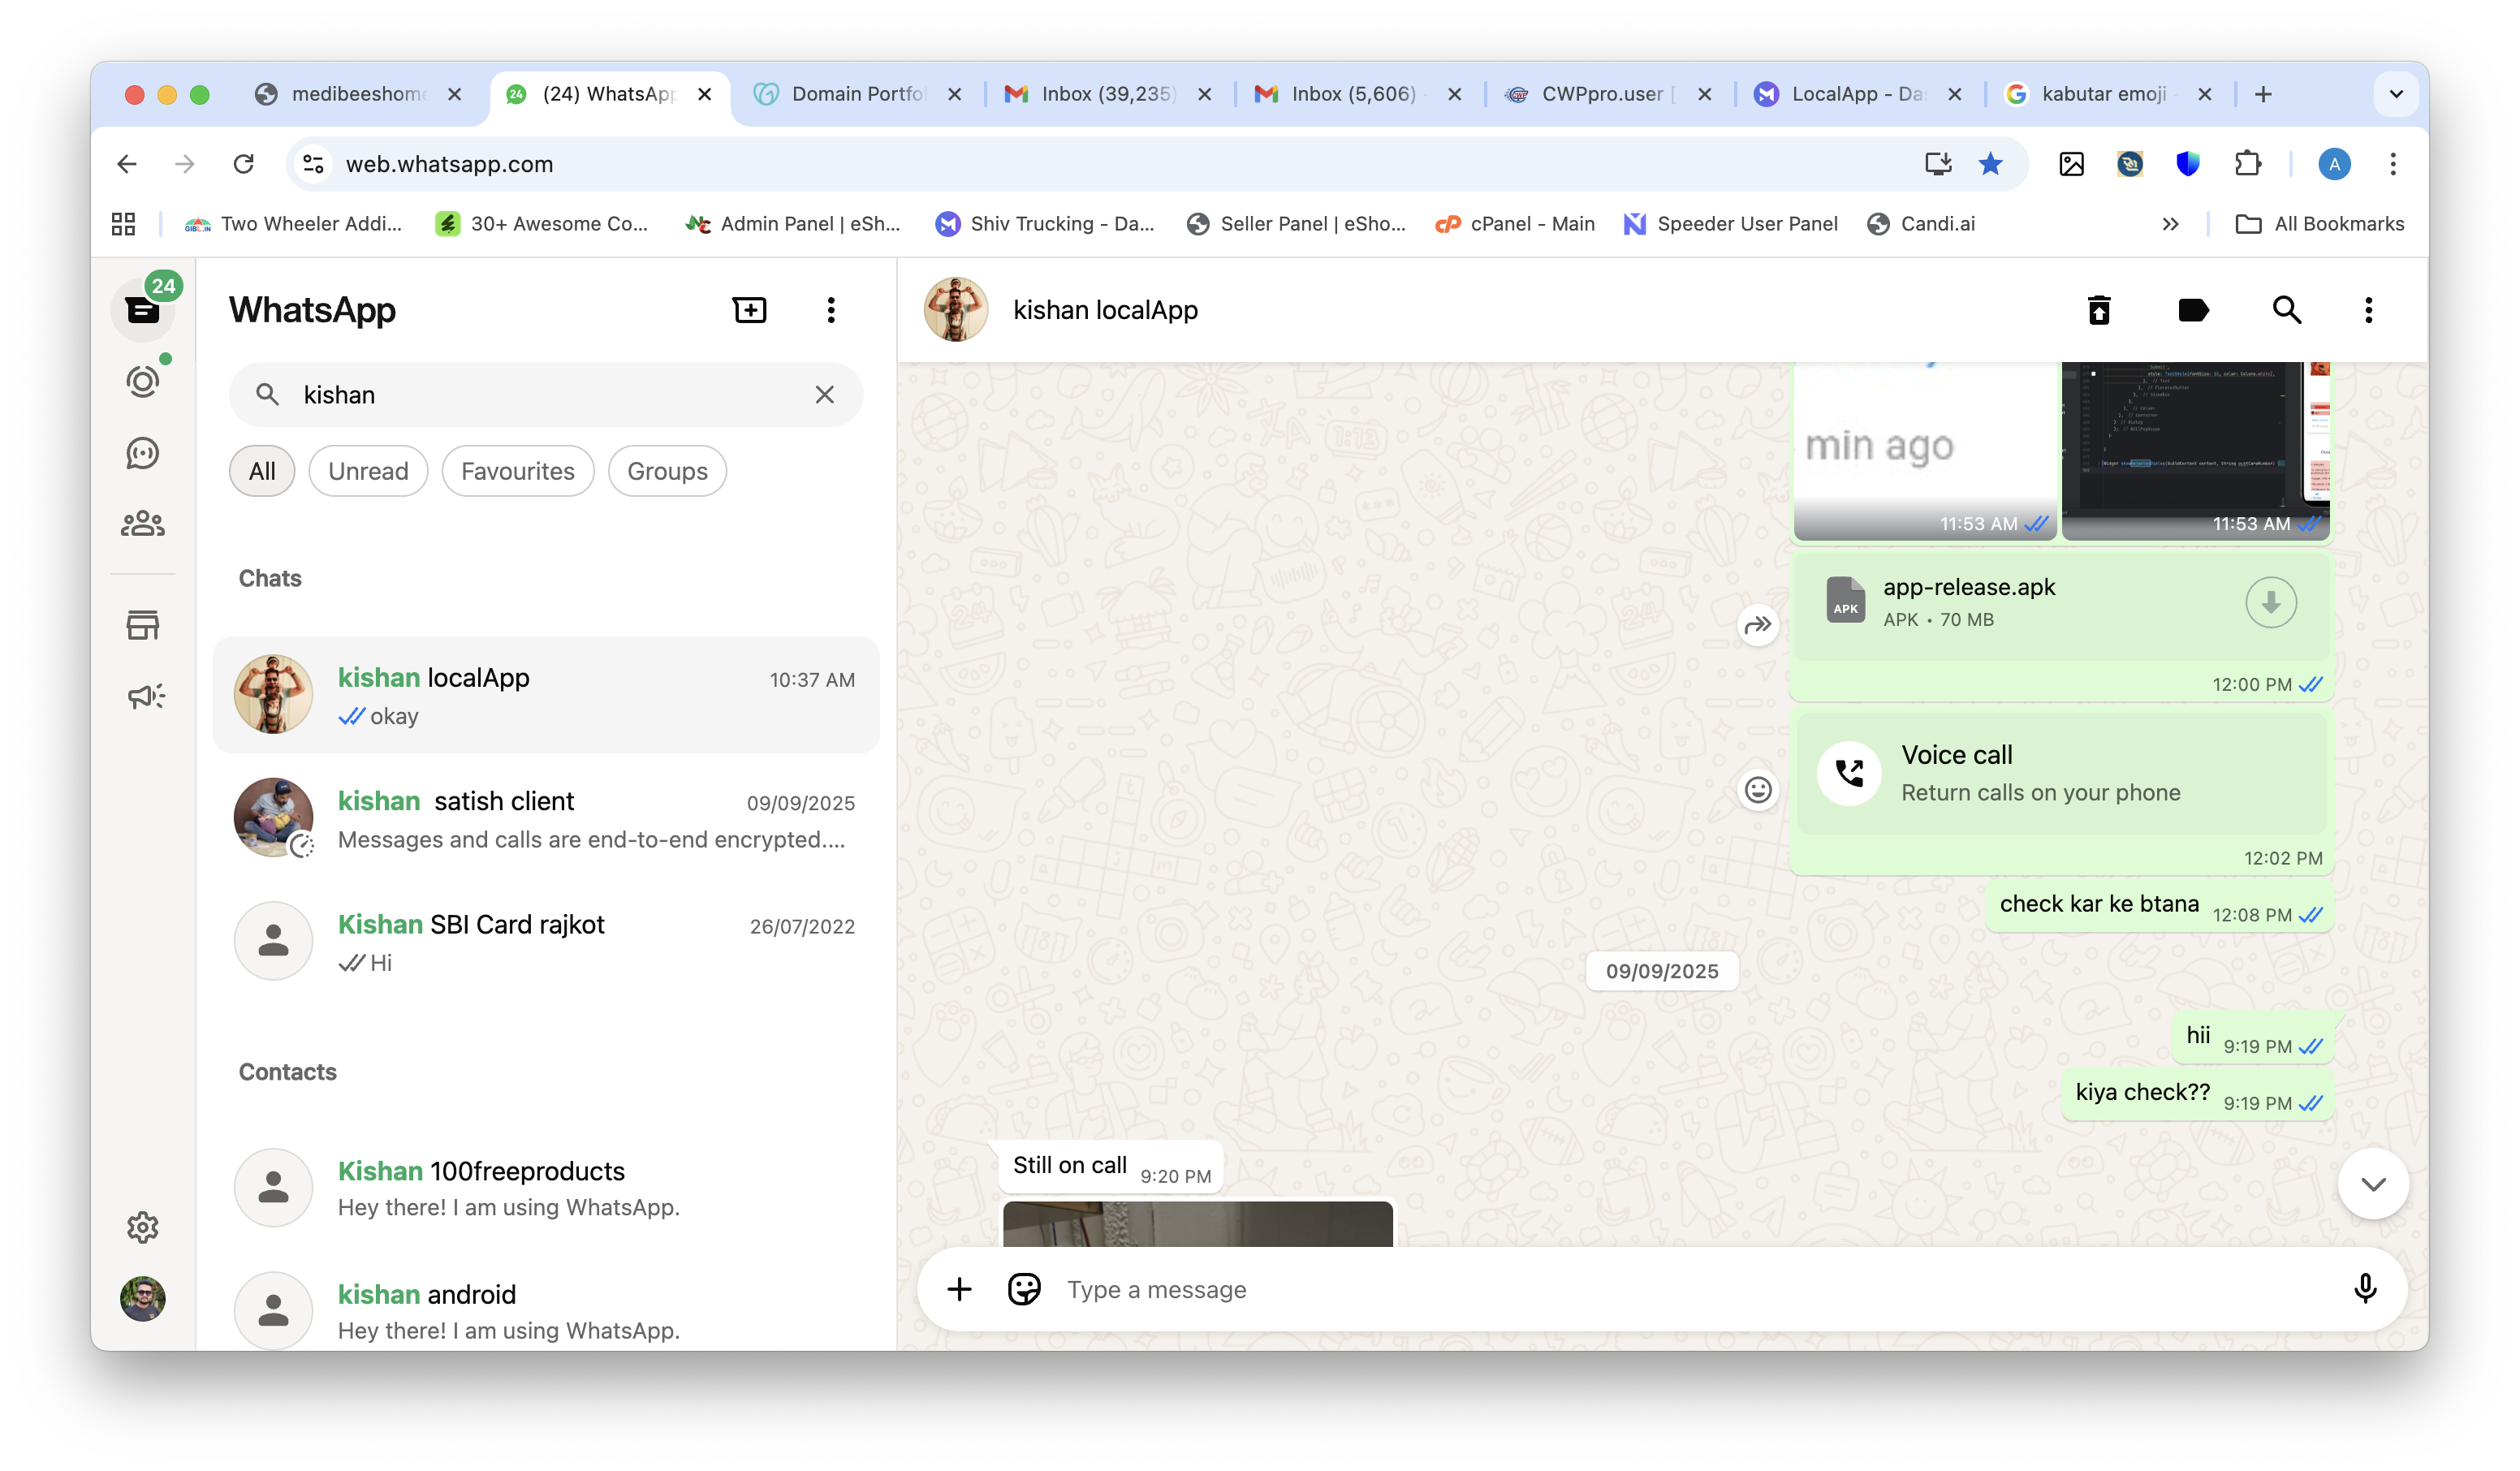 medibeeshome
24
(24) WhatsApp
Domain Portfol
Inbox (39,235)
Inbox (5,606)
CWPpro.user
LocalApp - Da
kabutar emoji
web.whatsapp.com
A
Two Wheeler Addi...
30+ Awesome Co...
Admin Panel | eSh...
Shiv Trucking - Da...
Seller Panel | eSho...
cPanel - Main
Speeder User Panel
Candi.ai
All Bookmarks
24
WhatsApp
kishan
All
Unread
Favourites
Groups
Chats
kishan localApp
10:37 AM
okay
kishan satish client
09/09/2025
Messages and calls are end-to-end encrypted....
Kishan SBI Card rajkot
26/07/2022
Hi
Contacts
Kishan 100freeproducts
Hey there! I am using WhatsApp.
kishan android
Hey there! I am using WhatsApp.
kishan localApp
min ago
11:53 AM
11:53 AM
APK
app-release.apk
APK • 70 MB
12:00 PM
Voice call
Return calls on your phone
12:02 PM
check kar ke btana 12:08 PM
09/09/2025
hii 9:19 PM
kiya check?? 9:19 PM
Still on call 9:20 PM
Type a message